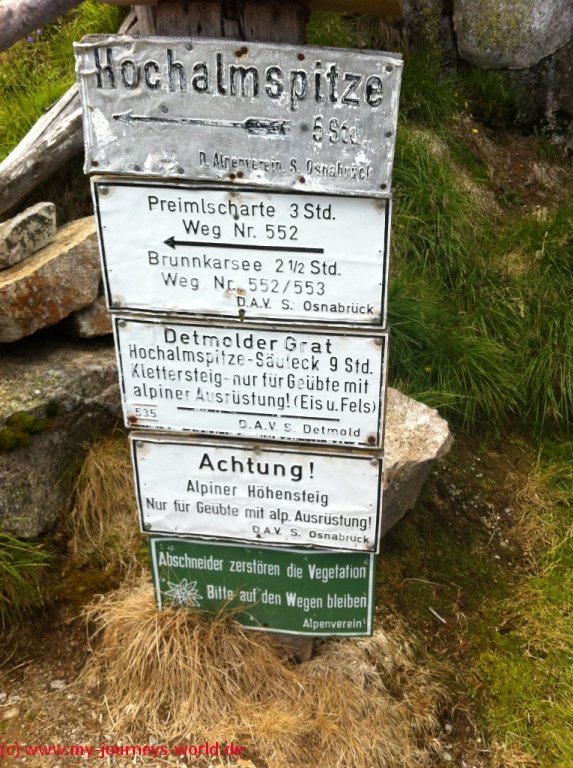 Hochalmspitze
5 Std.
D. Alpenverein, S. Osnabrück
Preimlscharte 3 Std.
Weg Nr. 552
Brunnkarsee 2 1/2 Std.
Weg Nr. 552/553
D.A.V. S. Osnabrück
Detmolder Grat
Hochalmspitze-Säuleck 9 Std.
Klettersteig-nur für Geübte mit
alpiner Ausrüstung! (Eis u. Fels)
535 D.A.V. S. Detmold
Achtung!
Alpiner Höhensteig
Nur für Geübte mit alp. Ausrüstung!
D.A.V. S. Osnabrück
Abschneider zerstören die Vegetation
Bitte auf den Wegen bleiben
Alpenverein
(c) www.my-journeys-world.de